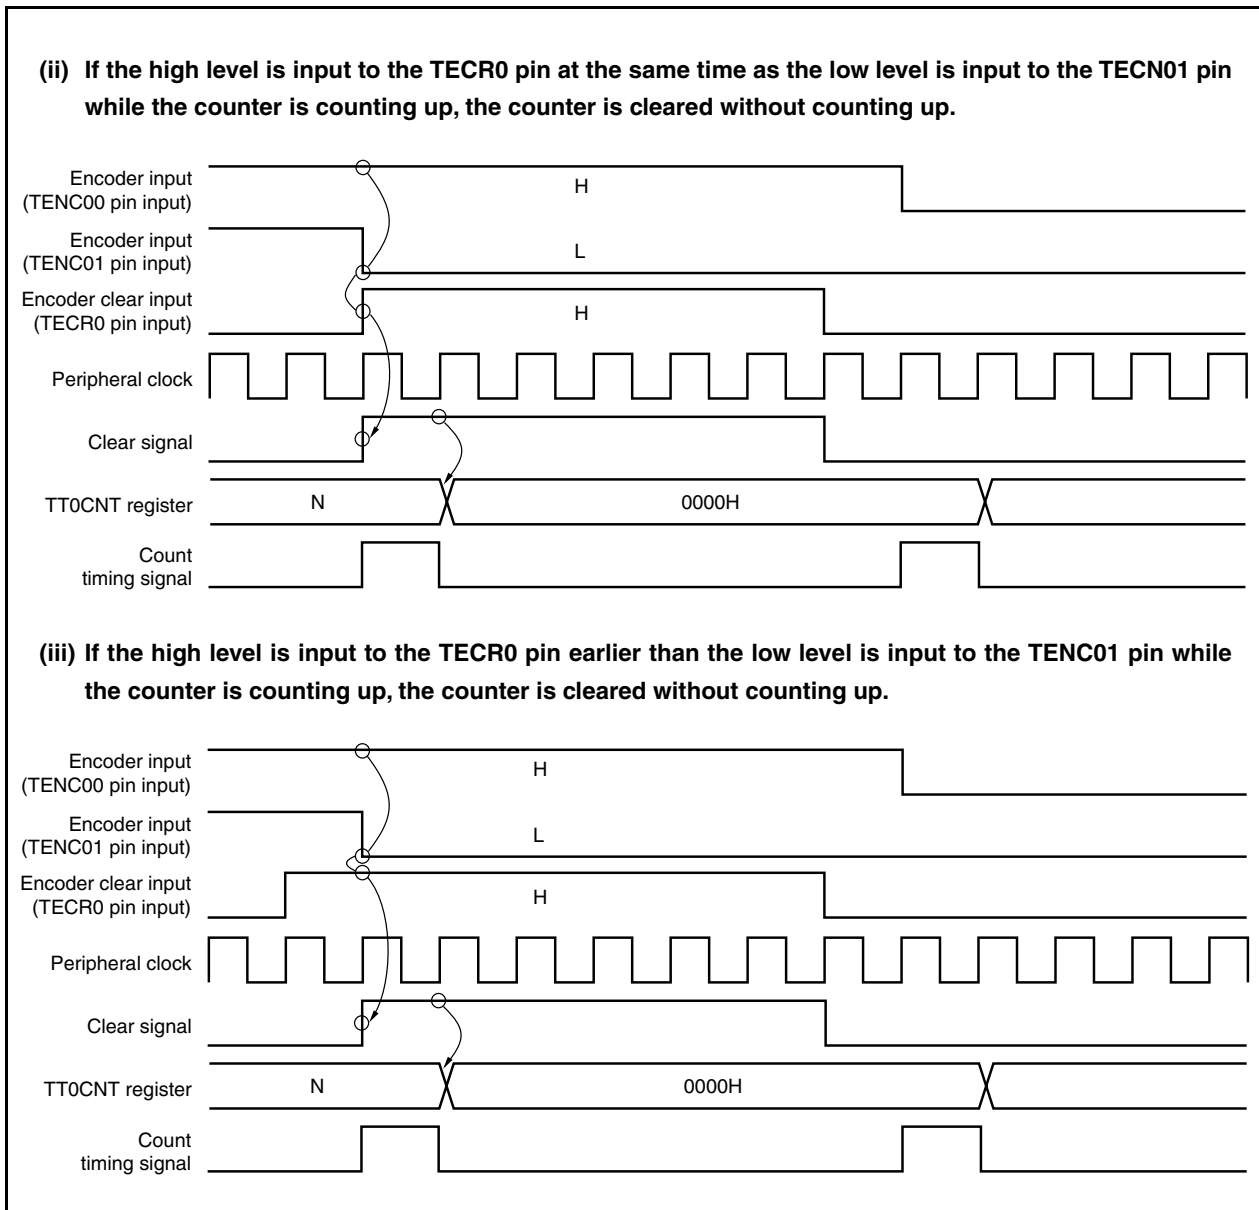 (ii) If the high level is input to the TECR0 pin at the same time as the low level is input to the TECN01 pin
while the counter is counting up, the counter is cleared without counting up.
Encoder input
(TENC00 pin input)
H
Encoder input
(TENC01 pin input)
L
Encoder clear input
(TECR0 pin input)
H
Peripheral clock
Clear signal
TT0CNT register
N
0000H
Count
timing signal
(iii) If the high level is input to the TECR0 pin earlier than the low level is input to the TENC01 pin while
the counter is counting up, the counter is cleared without counting up.
Encoder input
(TENC00 pin input)
H
Encoder input
(TENC01 pin input)
L
Encoder clear input
(TECR0 pin input)
H
Peripheral clock
Clear signal
TT0CNT register
N
0000H
Count
timing signal